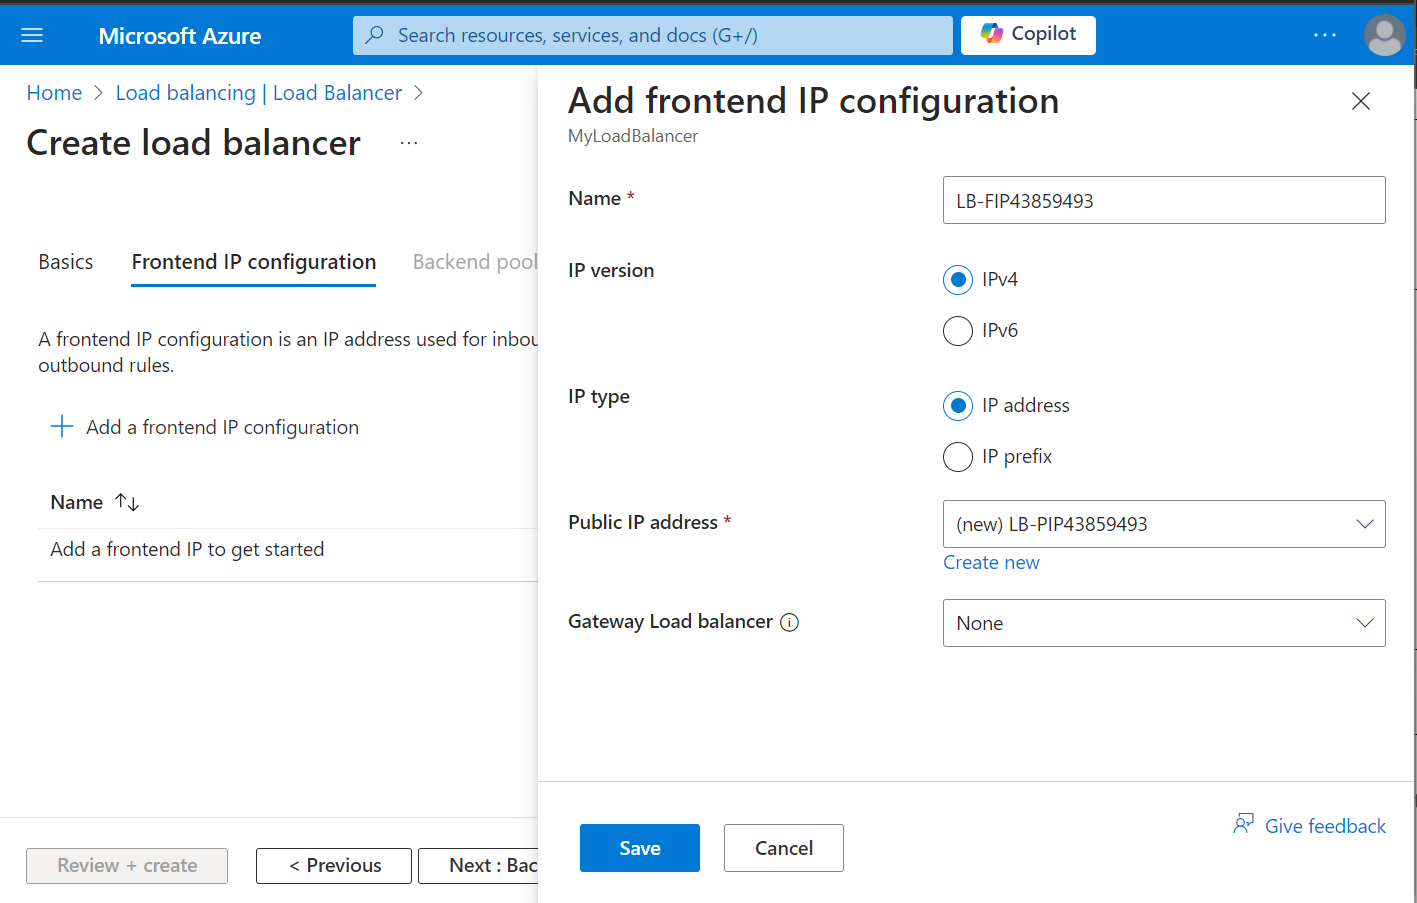 Microsoft Azure
Search resources, services, and docs (G+/)
Copilot
Home > Load balancing | Load Balancer >
Create load balancer ...
Basics
Frontend IP configuration
Backend pool
A frontend IP configuration is an IP address used for inbou
outbound rules.
+ Add a frontend IP configuration
Name ↑↓
Add a frontend IP to get started
Review + create
< Previous
Next : Bac
Add frontend IP configuration
MyLoadBalancer
Name *
LB-FIP43859493
IP version
IPv4
IPv6
IP type
IP address
IP prefix
Public IP address *
(new) LB-PIP43859493
Create new
Gateway Load balancer
None
Save
Cancel
Give feedback